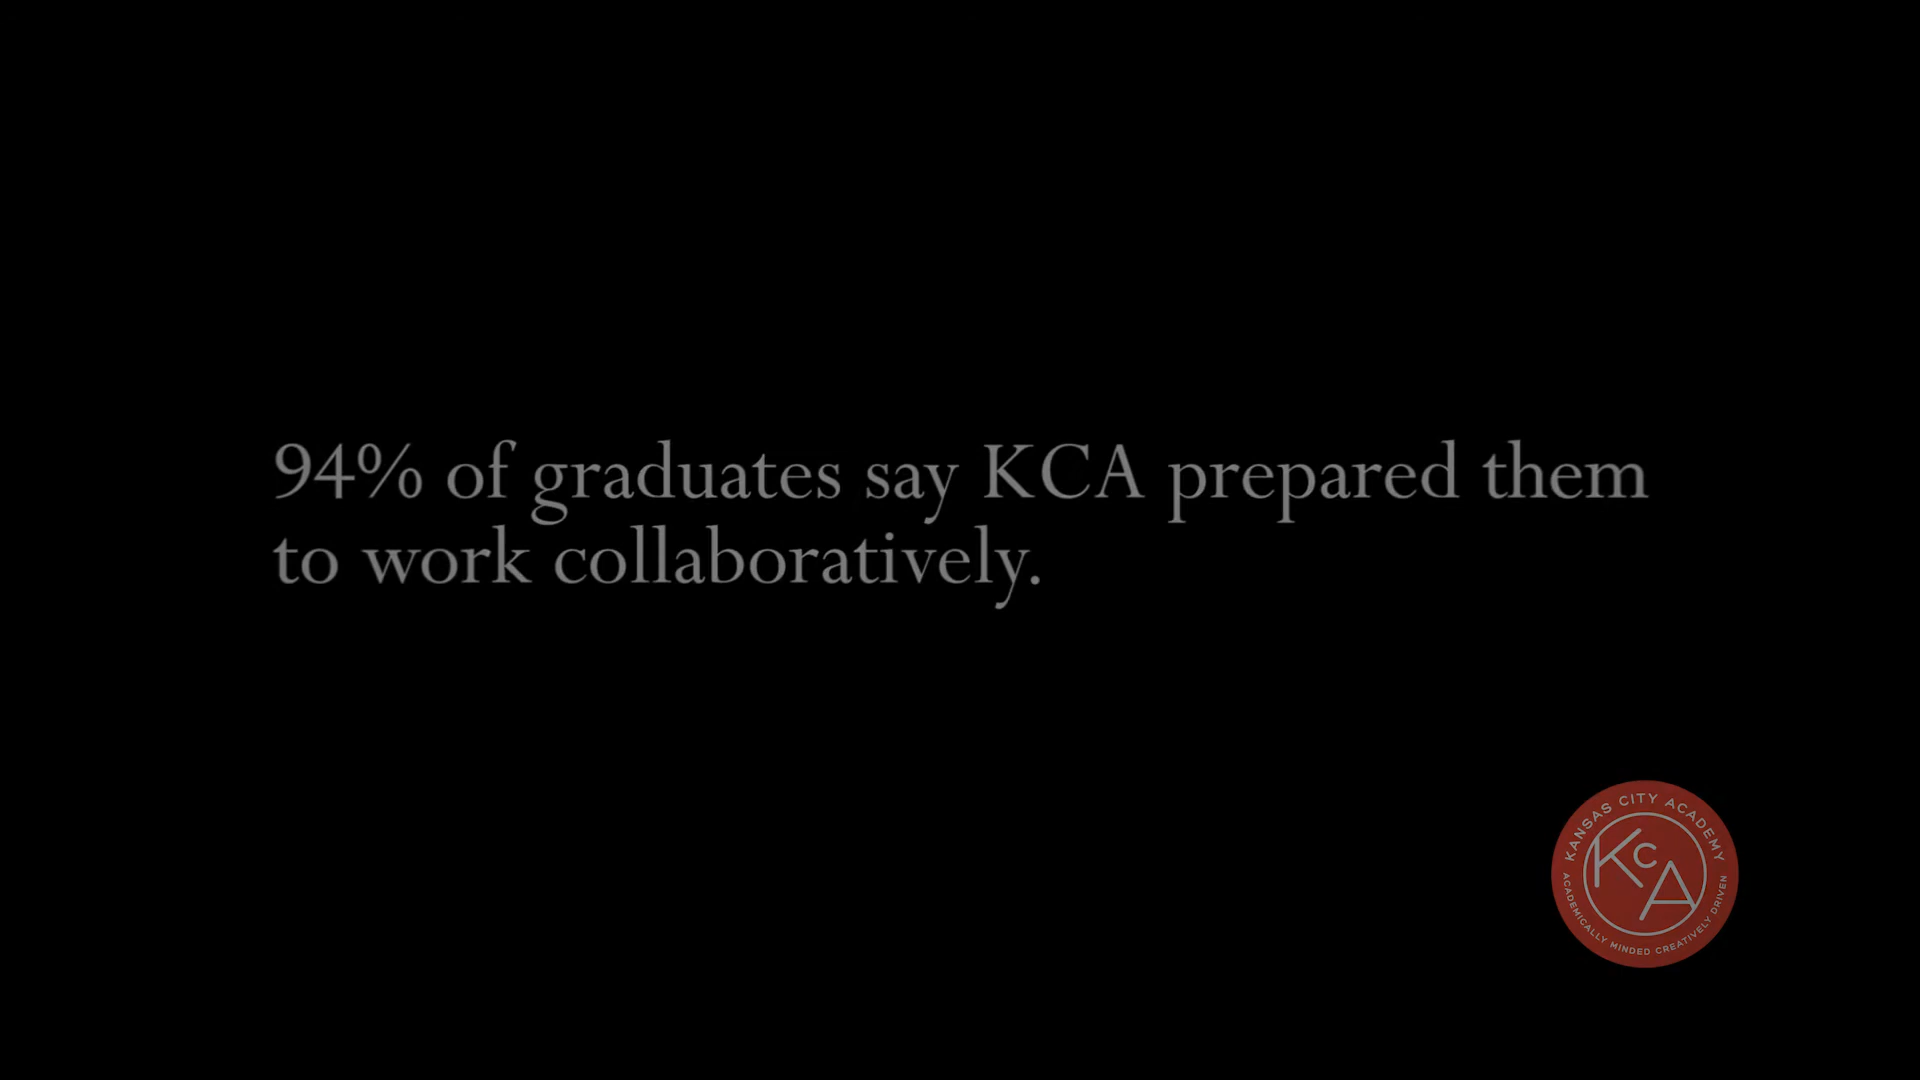 94% of graduates say KCA prepared them
to work collaboratively.
KANSAS CITY ACADEMY
KCA
ACADEMICALLY MINDED CREATIVELY DRIVEN